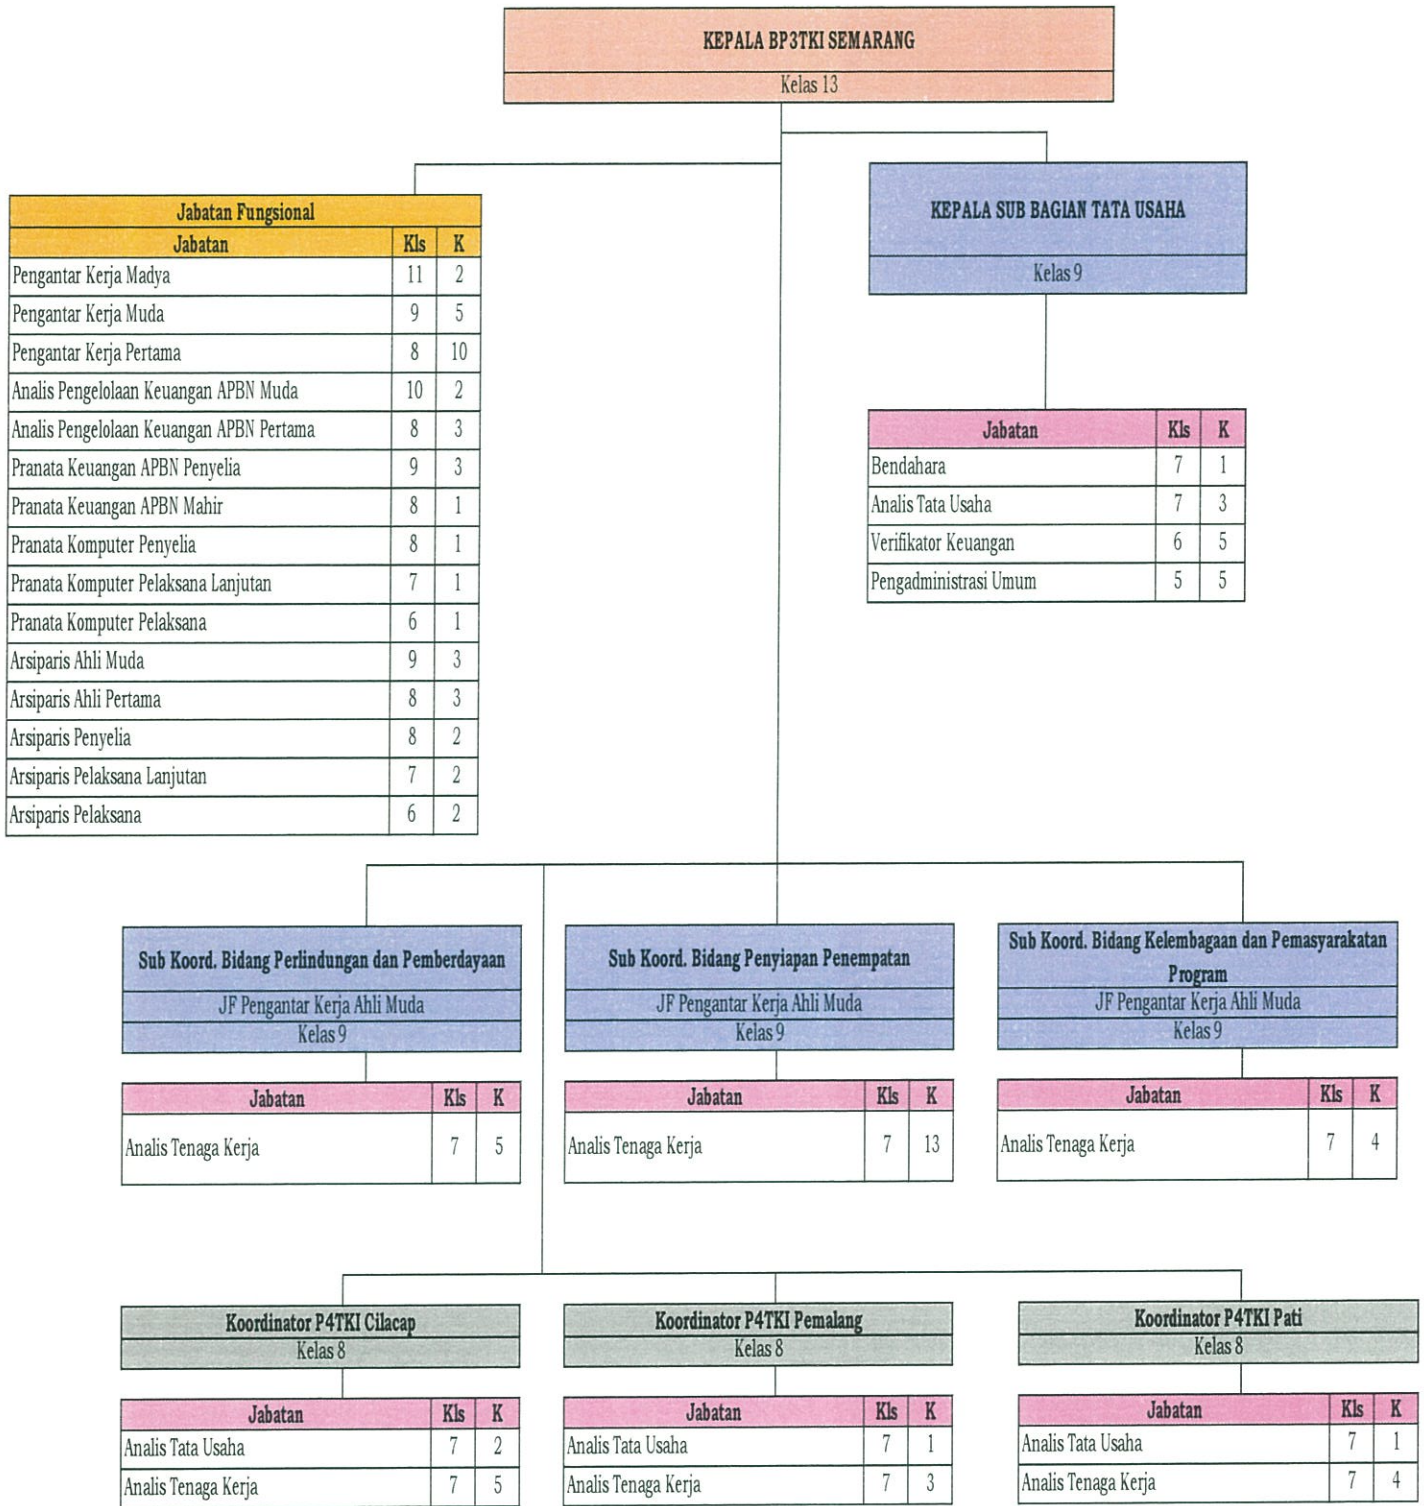 KEPALA BP3TKI SEMARANG
Kelas 13
KEPALA SUB BAGIAN TATA USAHA
Kelas 9
Jabatan Fungsional
Jabatan Kls K
Pengantar Kerja Madya 11 2
Pengantar Kerja Muda 9 5
Pengantar Kerja Pertama 8 10
Analis Pengelolaan Keuangan APBN Muda 10 2
Analis Pengelolaan Keuangan APBN Pertama 8 3
Pranata Keuangan APBN Penyelia 9 3
Pranata Keuangan APBN Mahir 8 1
Pranata Komputer Penyelia 8 1
Pranata Komputer Pelaksana Lanjutan 7 1
Pranata Komputer Pelaksana 6 1
Arsiparis Ahli Muda 9 3
Arsiparis Ahli Pertama 8 3
Arsiparis Penyelia 8 2
Arsiparis Pelaksana Lanjutan 7 2
Arsiparis Pelaksana 6 2
Jabatan Kls K
Bendahara 7 1
Analis Tata Usaha 7 3
Verifikator Keuangan 6 5
Pengadministrasi Umum 5 5
Sub Koord. Bidang Perlindungan dan Pemberdayaan
JF Pengantar Kerja Ahli Muda
Kelas 9
Jabatan Kls K
Analis Tenaga Kerja 7 5
Sub Koord. Bidang Penyiapan Penempatan
JF Pengantar Kerja Ahli Muda
Kelas 9
Jabatan Kls K
Analis Tenaga Kerja 7 13
Sub Koord. Bidang Kelembagaan dan Pemasyarakatan
Program
JF Pengantar Kerja Ahli Muda
Kelas 9
Jabatan Kls K
Analis Tenaga Kerja 7 4
Koordinator P4TKI Cilacap
Kelas 8
Jabatan Kls K
Analis Tata Usaha 7 2
Analis Tenaga Kerja 7 5
Koordinator P4TKI Pemalang
Kelas 8
Jabatan Kls K
Analis Tata Usaha 7 1
Analis Tenaga Kerja 7 3
Koordinator P4TKI Pati
Kelas 8
Jabatan Kls K
Analis Tata Usaha 7 1
Analis Tenaga Kerja 7 4